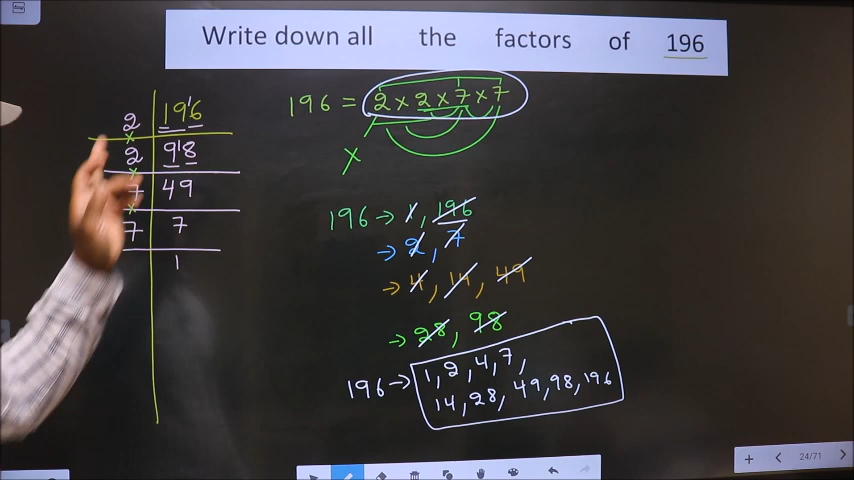 Write down all the factors of 196
2 | 196
2 | 98
7 | 49
7 | 7
1
196 = 2 × 2 × 7 × 7
×
196 → 1, 196
→ 2, 7
→ 4, 14, 49
→ 28, 98
196 → 1, 2, 4, 7,
14, 28, 49, 98, 196
24/71